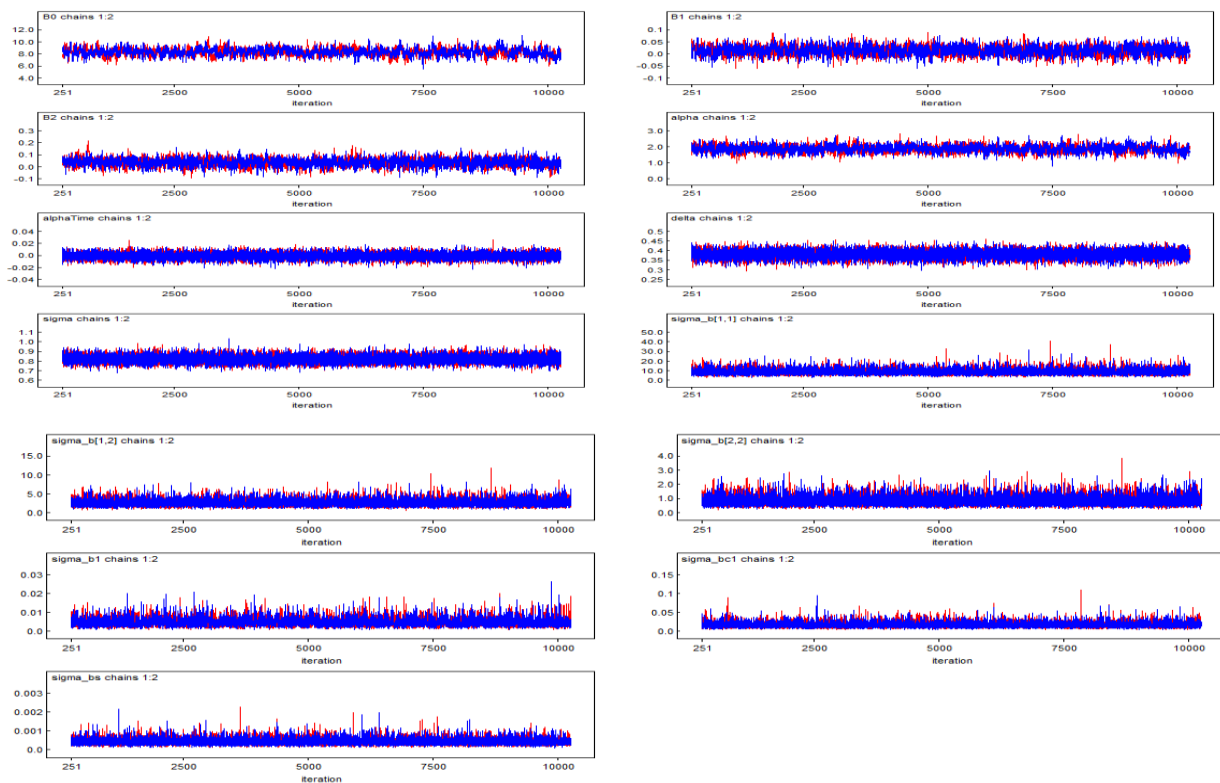 B0 chains 1:2
12.0
10.0
8.0
6.0
4.0
251 2500 5000 7500 10000
iteration
B1 chains 1:2
0.1
0.05
0.0
-0.05
-0.1
251 2500 5000 7500 10000
iteration
B2 chains 1:2
0.3
0.2
0.1
0.0
-0.1
251 2500 5000 7500 10000
iteration
alpha chains 1:2
3.0
2.0
1.0
0.0
251 2500 5000 7500 10000
iteration
alphaTime chains 1:2
0.04
0.02
0.0
-0.02
-0.04
251 2500 5000 7500 10000
iteration
delta chains 1:2
0.5
0.45
0.4
0.35
0.3
0.25
251 2500 5000 7500 10000
iteration
sigma chains 1:2
1.1
1.0
0.9
0.8
0.7
0.6
251 2500 5000 7500 10000
iteration
sigma_b[1,1] chains 1:2
50.0
40.0
30.0
20.0
10.0
0.0
251 2500 5000 7500 10000
iteration
sigma_b[1,2] chains 1:2
15.0
10.0
5.0
0.0
251 2500 5000 7500 10000
iteration
sigma_b[2,2] chains 1:2
4.0
3.0
2.0
1.0
0.0
251 2500 5000 7500 10000
iteration
sigma_b1 chains 1:2
0.03
0.02
0.01
0.0
251 2500 5000 7500 10000
iteration
sigma_bc1 chains 1:2
0.15
0.1
0.05
0.0
251 2500 5000 7500 10000
iteration
sigma_bs chains 1:2
0.003
0.002
0.001
0.0
251 2500 5000 7500 10000
iteration